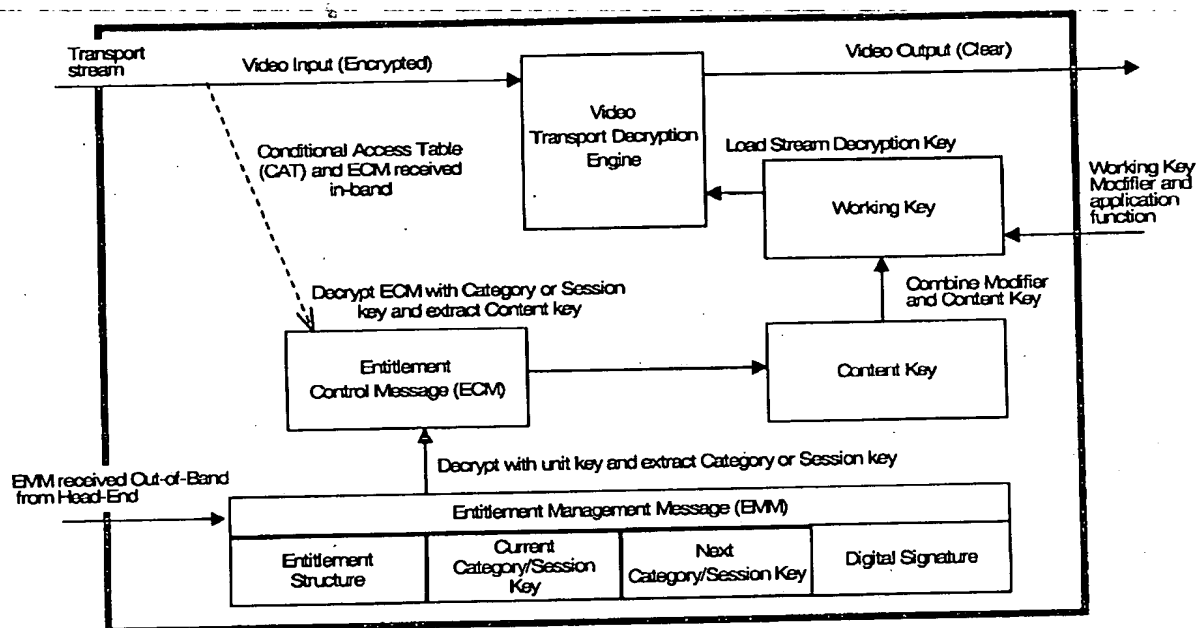 Transport
stream
Video Input (Encrypted)
Video Output (Clear)
Video
Transport Decryption
Engine
Conditional Access Table
(CAT) and ECM received
in-band
Load Stream Decryption Key
Working Key
Working Key
Modifier and
application
function
Decrypt ECM with Category or Session
key and extract Content key
Combine Modifier
and Content Key
Entitlement
Control Message (ECM)
Content Key
Decrypt with unit key and extract Category or Session key
EMM received Out-of-Band
from Head-End
Entitlement Management Message (EMM)
Entitlement
Structure
Current
Category/Session
Key
Next
Category/Session Key
Digital Signature